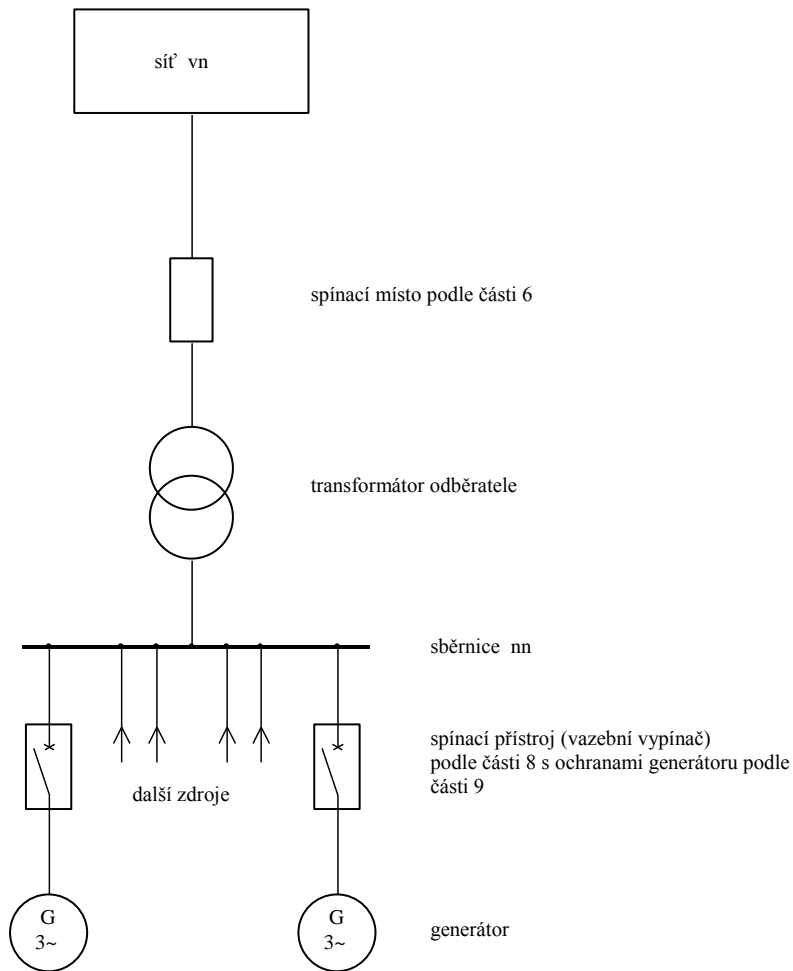 síť vn
spínací místo podle části 6
transformátor odběratele
sběrnice nn
spínací přístroj (vazební vypínač)
podle části 8 s ochranami generátoru podle
části 9
další zdroje
G
3~
G
3~
generátor